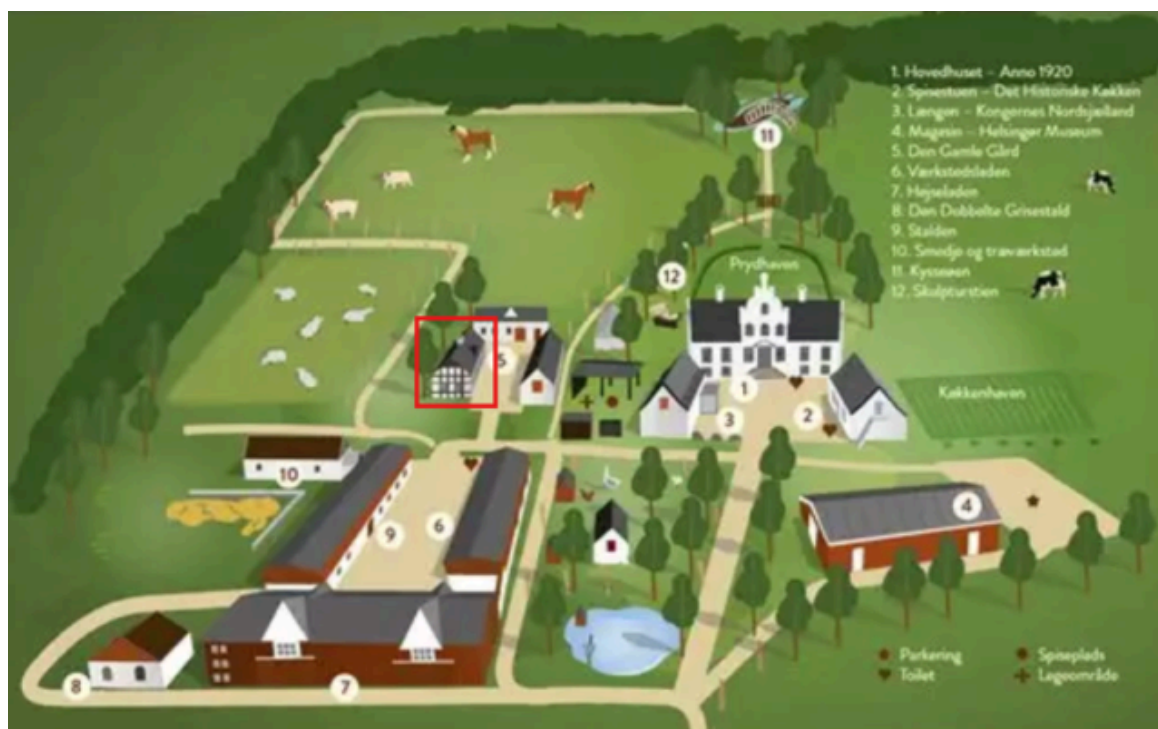 1. Hovedhuset – Anno 1920
2. Spisestuen – Det Historiske Køkken
3. Længen – Kongernes Nordsjælland
4. Magasin – Helsingør Museum
5. Den Gamle Gård
6. Værkstedsladen
7. Højseladen
8. Den Dobbelte Grisestald
9. Stalden
10. Smedje og træværksted
11. Kysseøen
12. Skulpturstien
11
Prydhaven
12
5
1
2
3
Køkkenhaven
10
9
6
4
8
7
Parkering
Toilet
Spiseplads
Legeområde